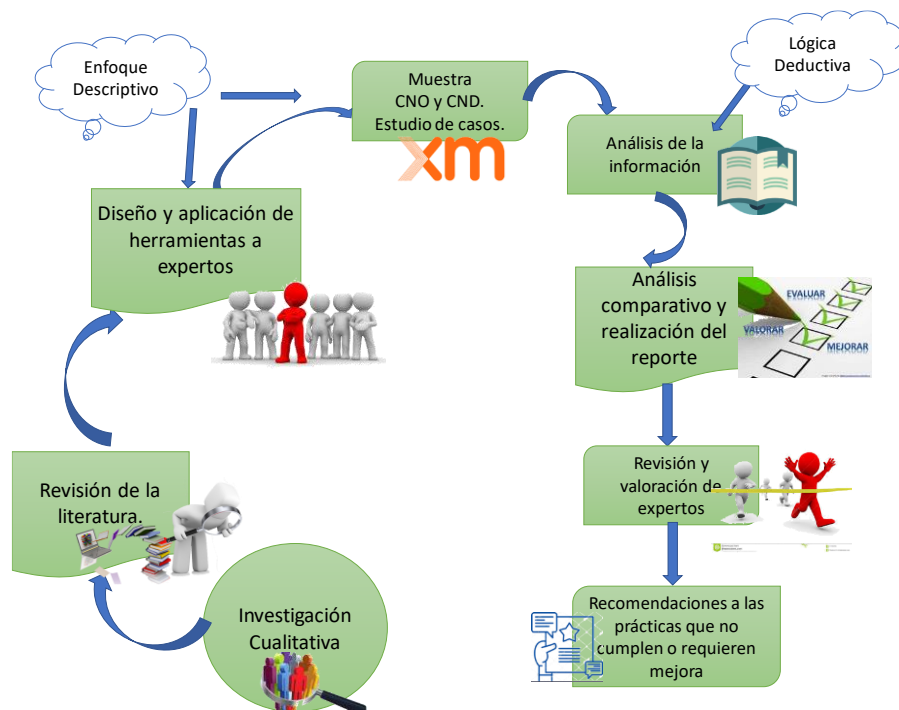 Enfoque
Descriptivo
Muestra
CNO y CND.
Estudio de casos.
xm
Lógica
Deductiva
Análisis de la
información
Diseño y aplicación de
herramientas a
expertos
Análisis
comparativo y
realización del
reporte
EVALUAR
VALORAR
MEJORAR
Revisión de la
literatura.
Revisión y
valoración de
expertos
Investigación
Cualitativa
Recomendaciones a las
prácticas que no
cumplen o requieren
mejora